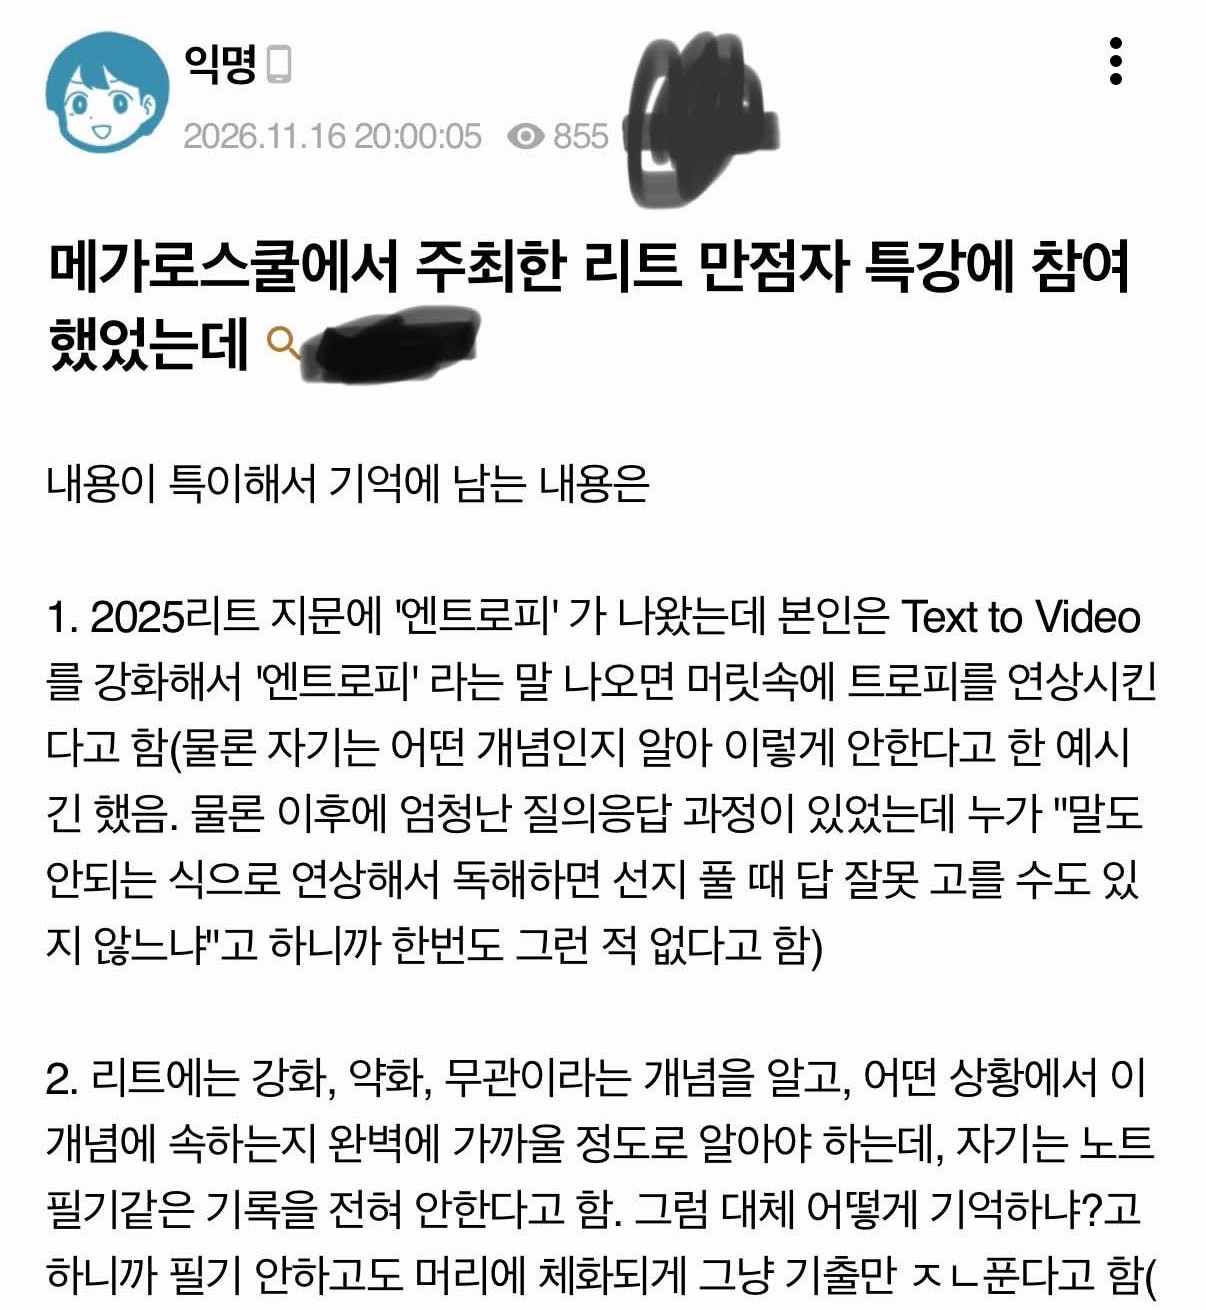 익명
2026.11.16 20:00:05 855
메가로스쿨에서 주최한 리트 만점자 특강에 참여
했었는데
내용이 특이해서 기억에 남는 내용은
1. 2025리트 지문에 '엔트로피' 가 나왔는데 본인은 Text to Video
를 강화해서 '엔트로피' 라는 말 나오면 머릿속에 트로피를 연상시킨
다고 함(물론 자기는 어떤 개념인지 알아 이렇게 안한다고 한 예시
긴 했음. 물론 이후에 엄청난 질의응답 과정이 있었는데 누가 "말도
안되는 식으로 연상해서 독해하면 선지 풀 때 답 잘못 고를 수도 있
지 않느냐"고 하니까 한번도 그런 적 없다고 함)
2. 리트에는 강화, 약화, 무관이라는 개념을 알고, 어떤 상황에서 이
개념에 속하는지 완벽에 가까울 정도로 알아야 하는데, 자기는 노트
필기같은 기록을 전혀 안한다고 함. 그럼 대체 어떻게 기억하냐?고
하니까 필기 안하고도 머리에 체화되게 그냥 기출만 ㅈㄴ푼다고 함(